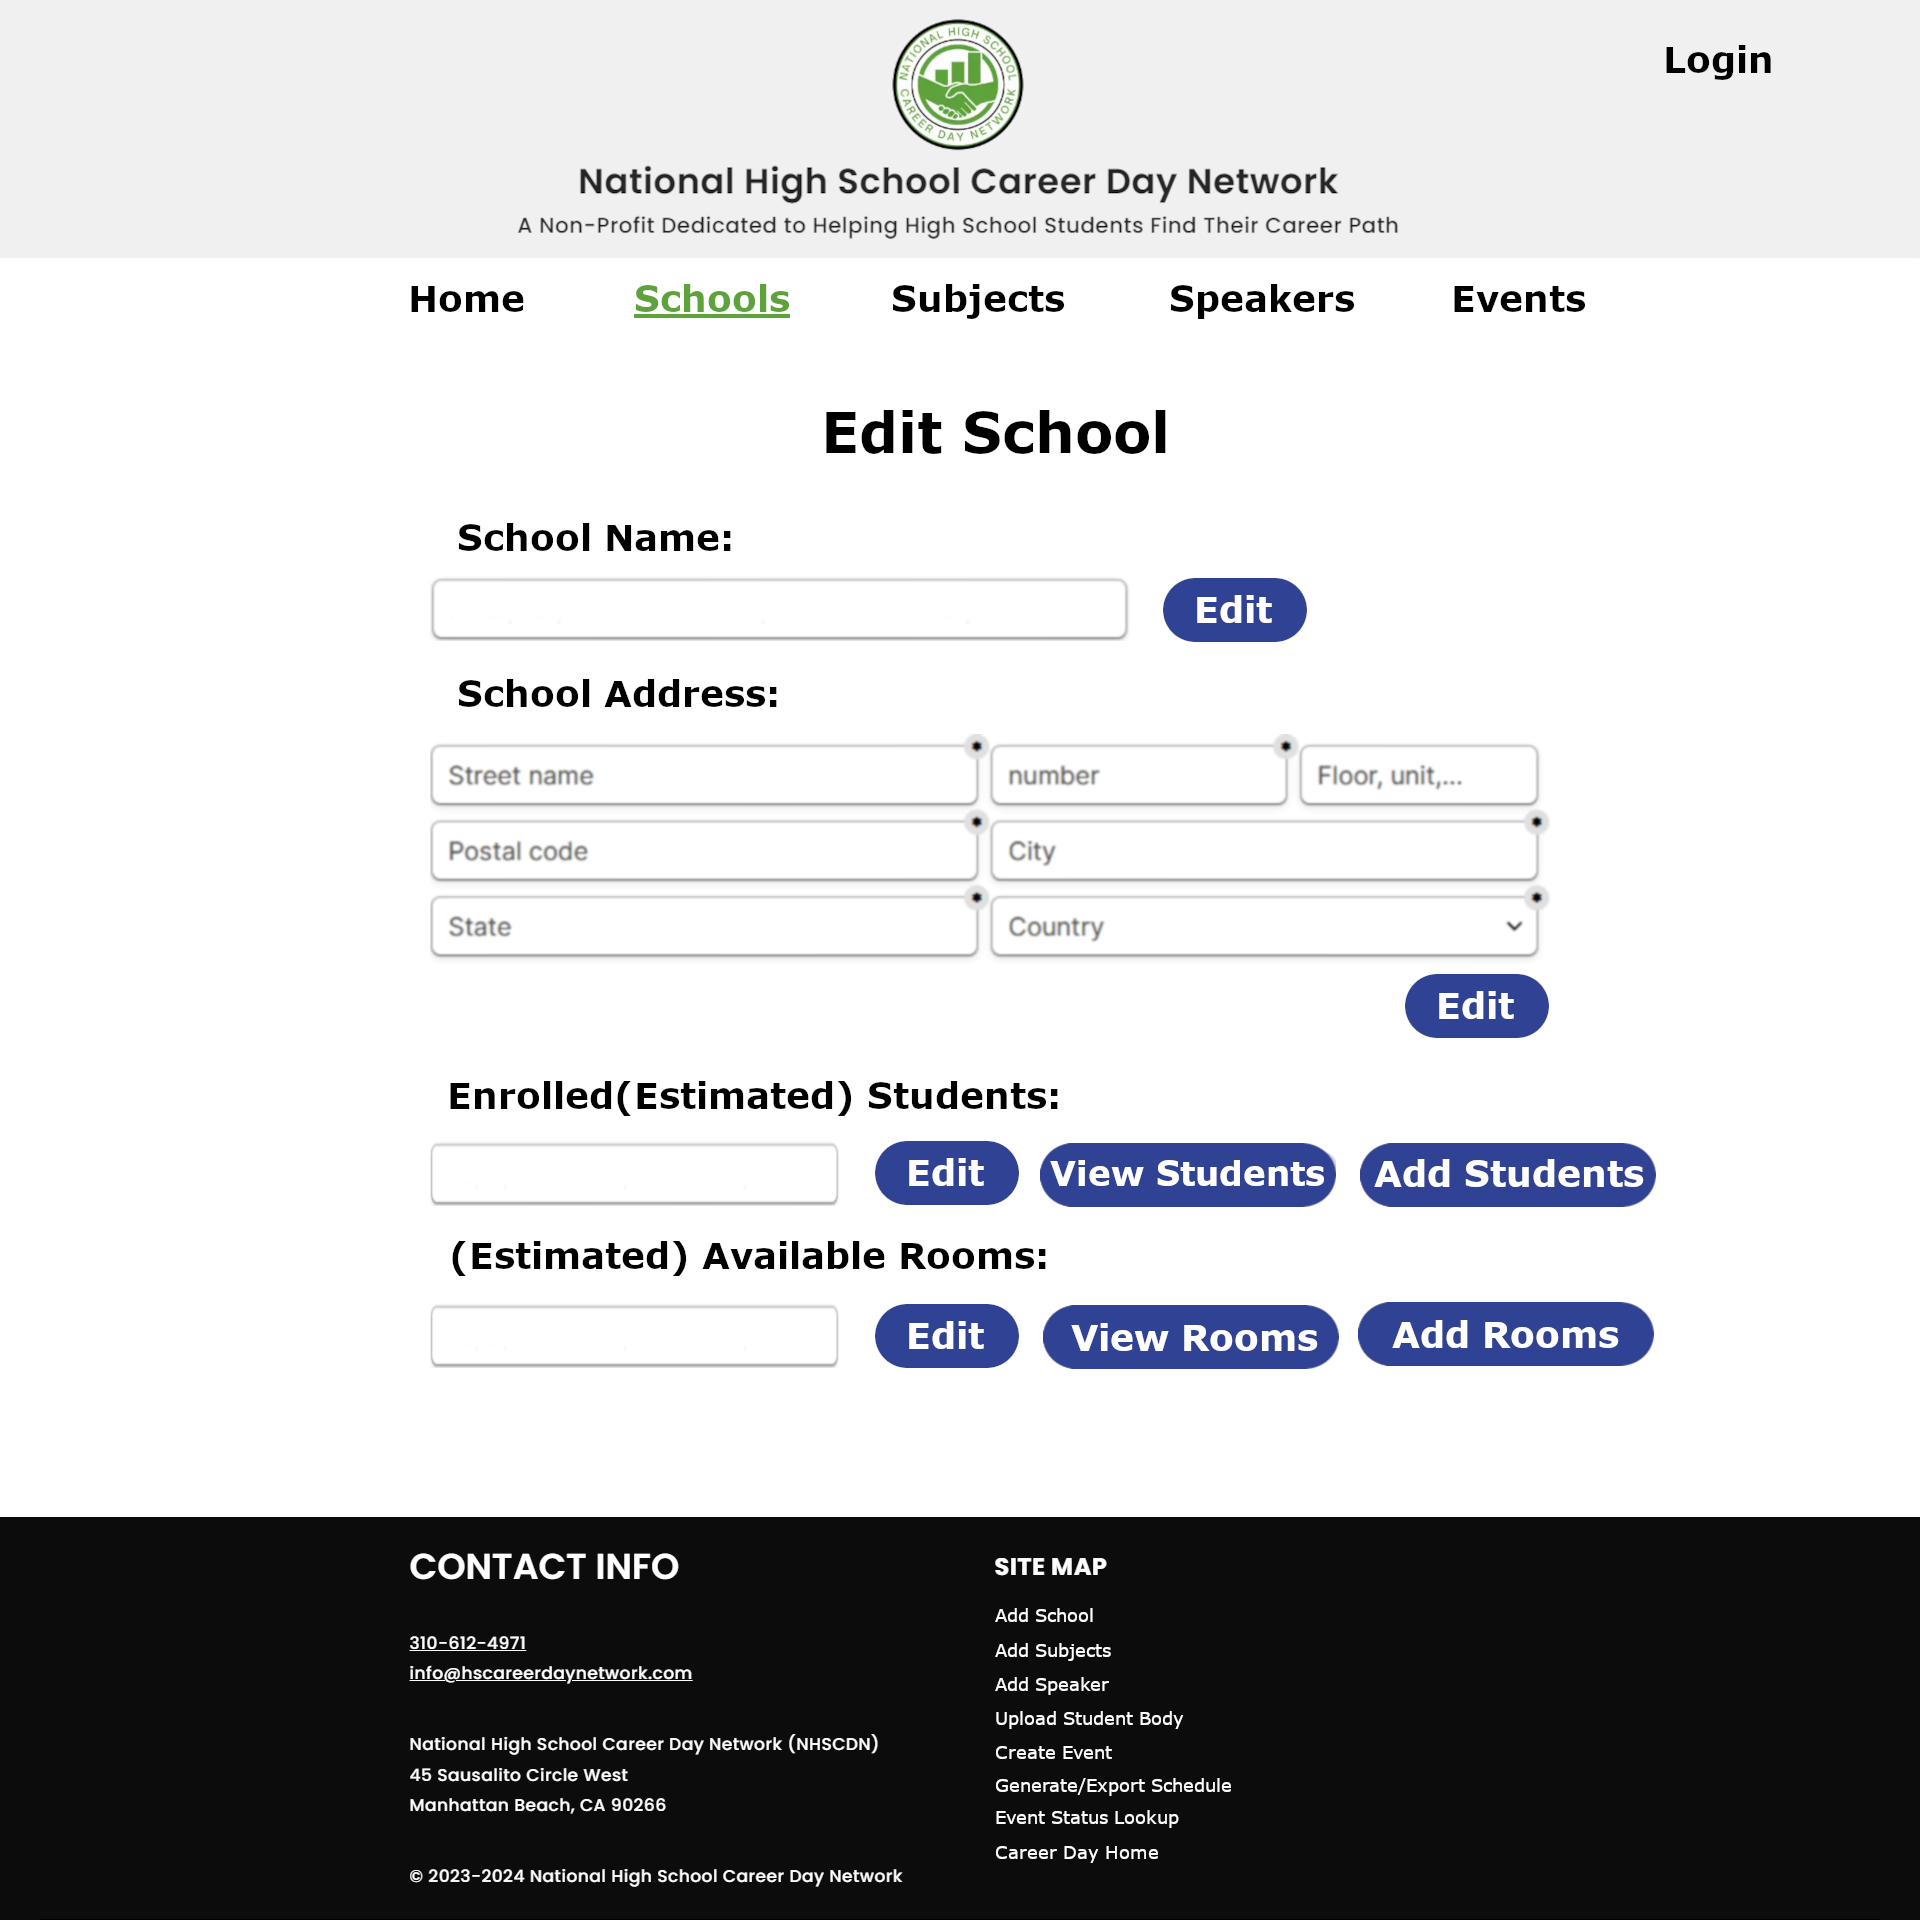 NATIONAL HIGH SCHOOL
CAREER DAY NETWORK
Login
National High School Career Day Network
A Non-Profit Dedicated to Helping High School Students Find Their Career Path
Home Schools Subjects Speakers Events
Edit School
School Name:
Edit
School Address:
Street name number Floor, unit,...
Postal code City
State Country
Edit
Enrolled(Estimated) Students:
Edit View Students Add Students
(Estimated) Available Rooms:
Edit View Rooms Add Rooms
CONTACT INFO
310-612-4971
info@hscareerdaynetwork.com
National High School Career Day Network (NHSCDN)
45 Sausalito Circle West
Manhattan Beach, CA 90266
© 2023-2024 National High School Career Day Network
SITE MAP
Add School
Add Subjects
Add Speaker
Upload Student Body
Create Event
Generate/Export Schedule
Event Status Lookup
Career Day Home